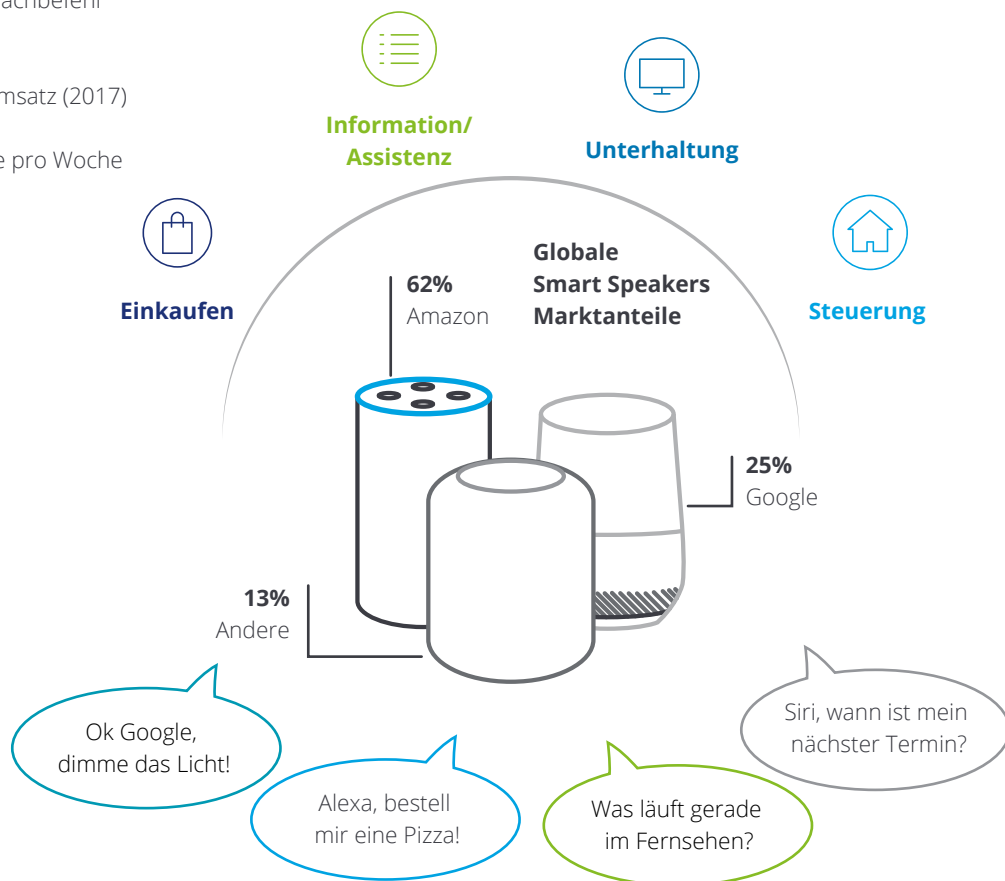 msatz (2017)
pro Woche
Information/
Assistenz
Unterhaltung
Einkaufen
Steuerung
Globale
Smart Speakers
Marktanteile
62%
Amazon
25%
Google
13%
Andere
Ok Google,
dimme das Licht!
Alexa, bestell
mir eine Pizza!
Was läuft gerade
im Fernsehen?
Siri, wann ist mein
nächster Termin?